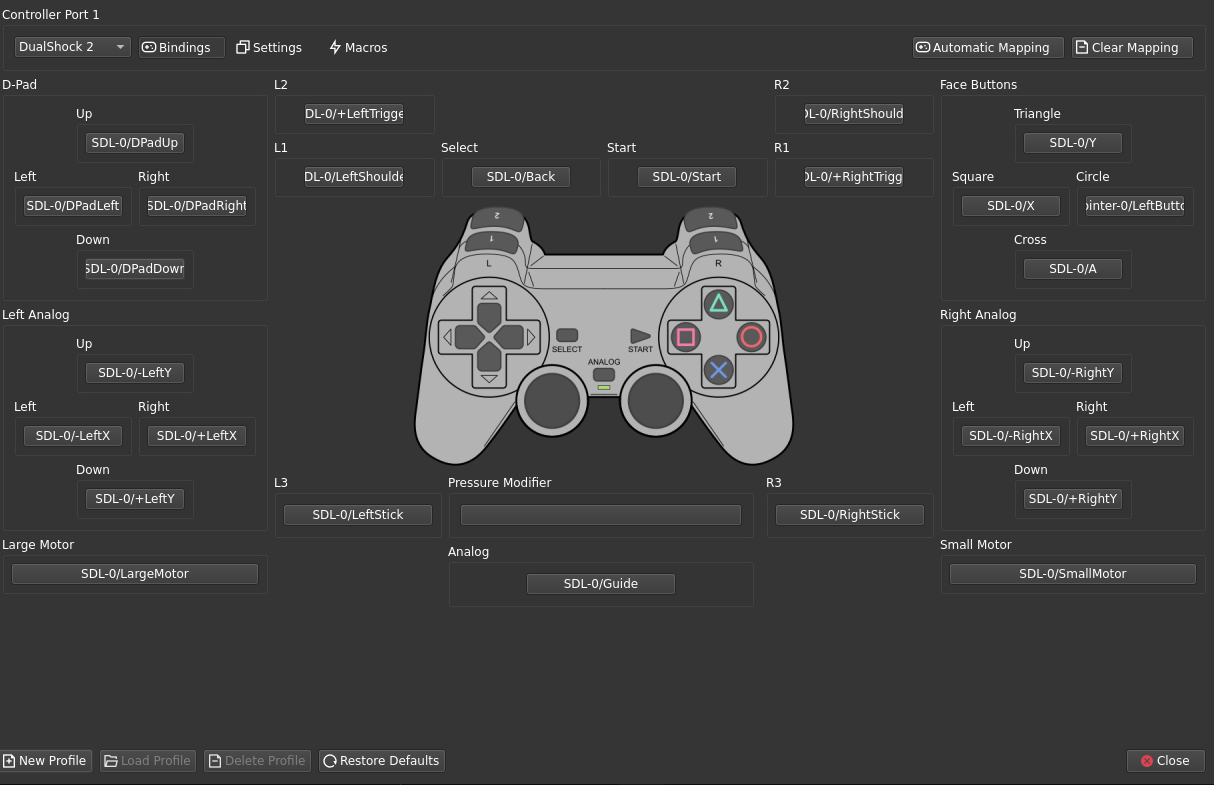 Controller Port 1
DualShock 2
Bindings
Settings
Macros
Automatic Mapping
Clear Mapping
D-Pad
Up
SDL-0/DPadUp
Left
SDL-0/DPadLeft
Right
SDL-0/DPadRight
Down
SDL-0/DPadDown
Left Analog
Up
SDL-0/-LeftY
Left
SDL-0/-LeftX
Right
SDL-0/+LeftX
Down
SDL-0/+LeftY
Large Motor
SDL-0/LargeMotor
L2
DL-0/+LeftTrigge
L1
DL-0/LeftShoulde
Select
SDL-0/Back
Start
SDL-0/Start
R2
DL-0/RightShould
R1
DL-0/+RightTrigg
2
1
L
2
1
R
SELECT
START
ANALOG
L3
SDL-0/LeftStick
Pressure Modifier
R3
SDL-0/RightStick
Analog
SDL-0/Guide
Face Buttons
Triangle
SDL-0/Y
Square
SDL-0/X
Circle
ointer-0/LeftButto
Cross
SDL-0/A
Right Analog
Up
SDL-0/-RightY
Left
SDL-0/-RightX
Right
SDL-0/+RightX
Down
SDL-0/+RightY
Small Motor
SDL-0/SmallMotor
New Profile
Load Profile
Delete Profile
Restore Defaults
Close